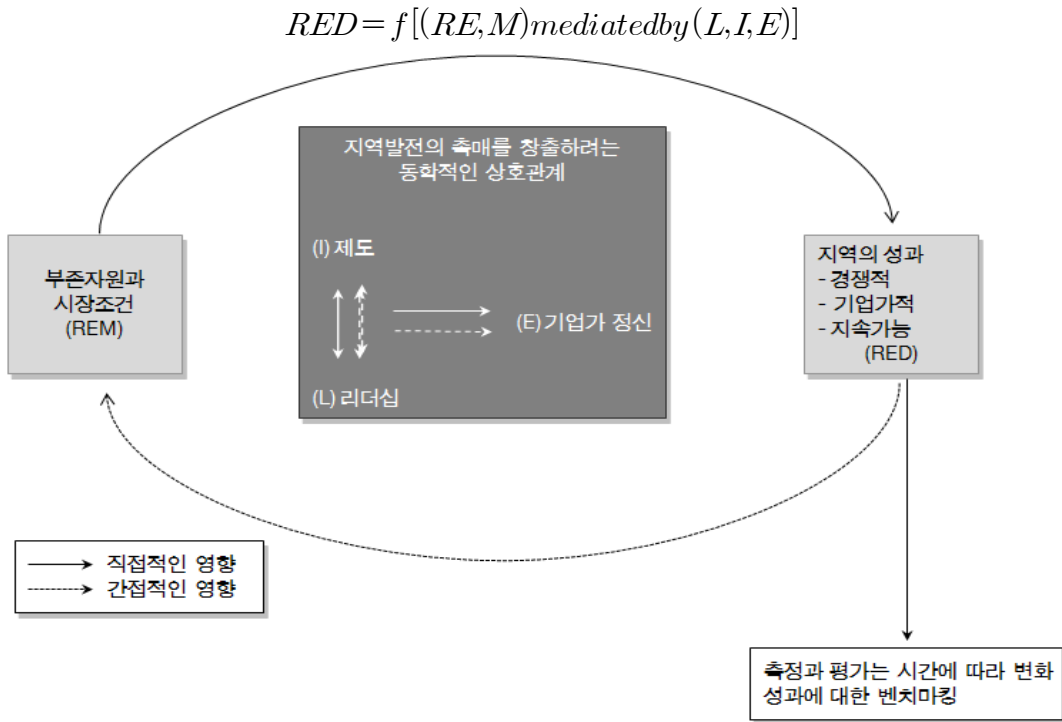 RED=f[(RE,M)mediatedby(L,I,E)]
지역발전의 촉매를 창출하려는
동학적인 상호관계
(I) 제도
(E) 기업가 정신
(L) 리더십
부존자원과
시장조건
(REM)
지역의 성과
- 경쟁적
- 기업가적
- 지속가능
(RED)
직접적인 영향
간접적인 영향
측정과 평가는 시간에 따라 변화
성과에 대한 벤치마킹